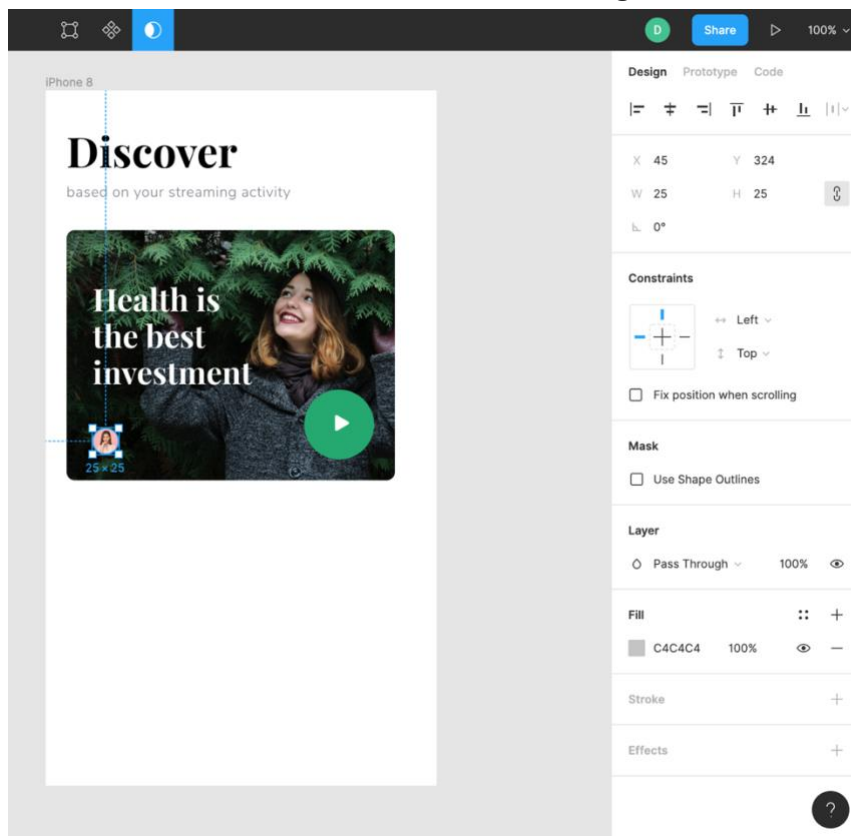 D
Share
100%
iPhone 8
Discover
based on your streaming activity
Health is
the best
investment
25 × 25
Design Prototype Code
X 45 Y 324
W 25 H 25
0°
Constraints
Left
Top
Fix position when scrolling
Mask
Use Shape Outlines
Layer
Pass Through 100%
Fill
C4C4C4 100%
Stroke
Effects
?